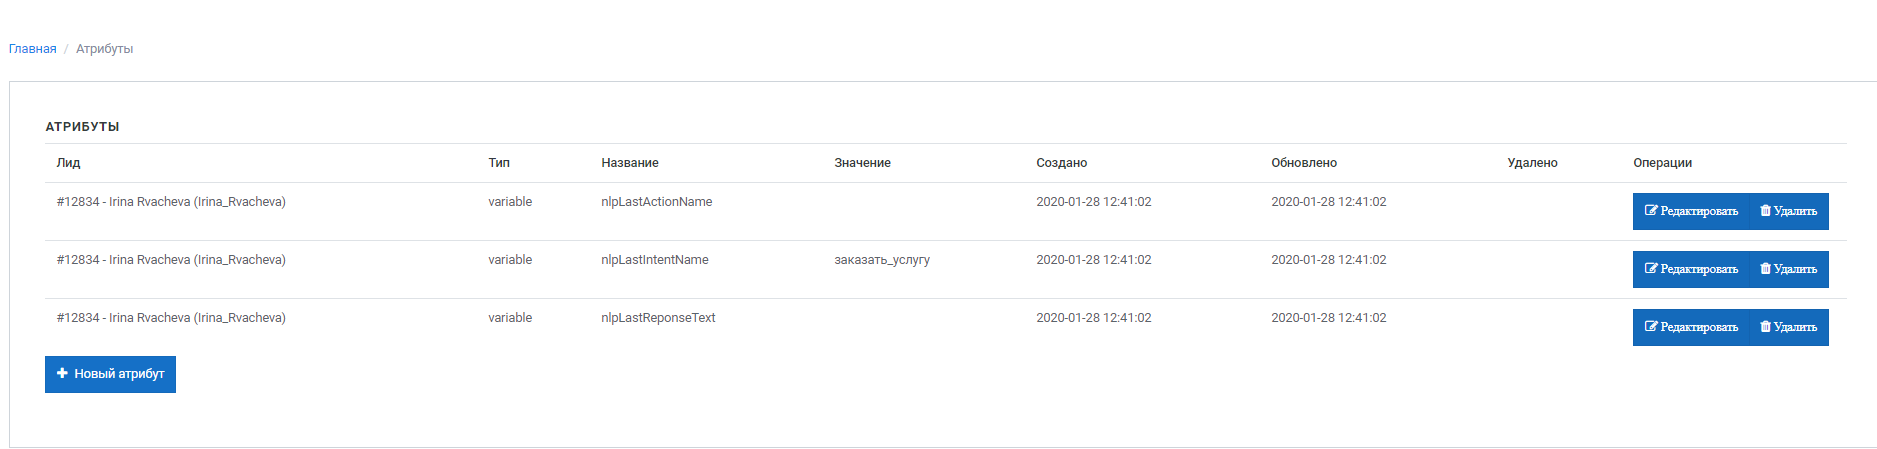 Главная / Атрибуты
АТРИБУТЫ
Лид Тип Название Значение Создано Обновлено Удалено Операции
#12834 - Irina Rvacheva (Irina_Rvacheva) variable nlpLastActionName 2020-01-28 12:41:02 2020-01-28 12:41:02 Редактировать Удалить
#12834 - Irina Rvacheva (Irina_Rvacheva) variable nlpLastIntentName заказать_услугу 2020-01-28 12:41:02 2020-01-28 12:41:02 Редактировать Удалить
#12834 - Irina Rvacheva (Irina_Rvacheva) variable nlpLastReponseText 2020-01-28 12:41:02 2020-01-28 12:41:02 Редактировать Удалить
Новый атрибут